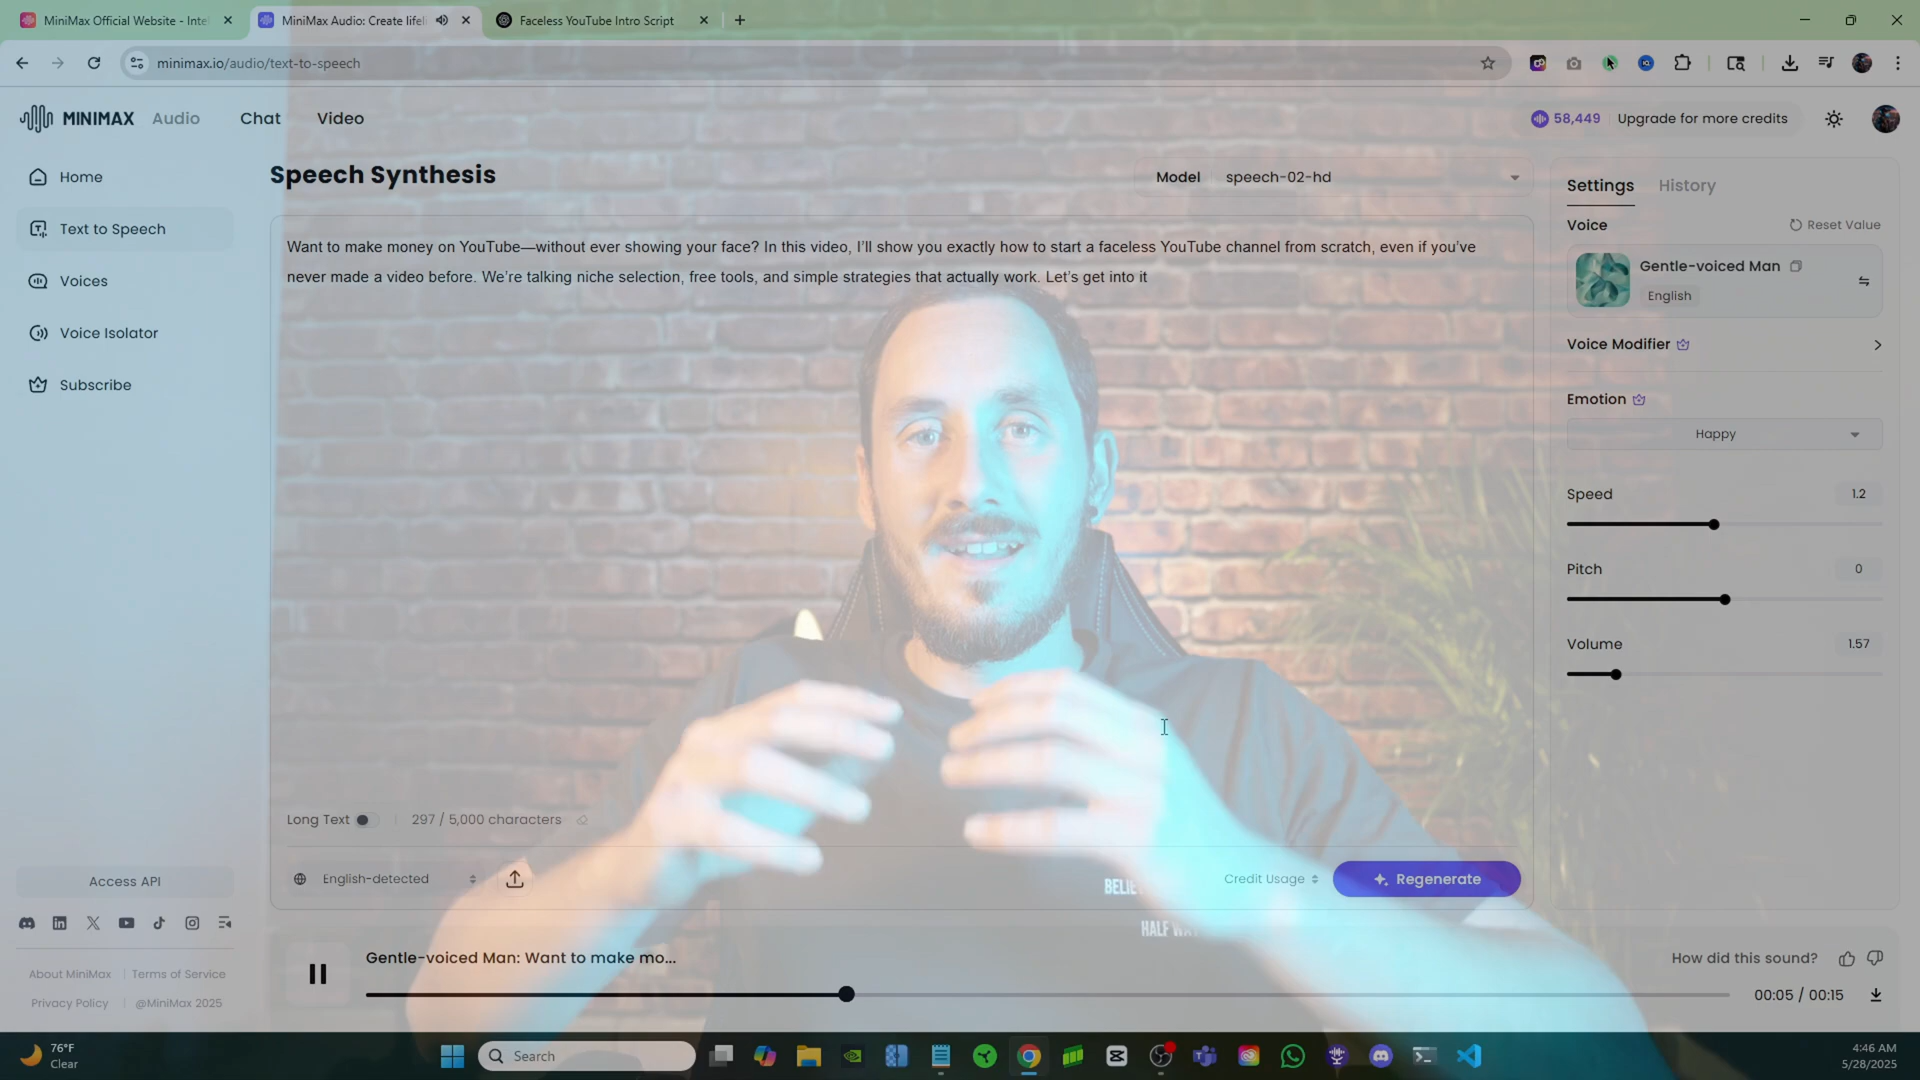 MiniMax Official Website - Intel
MiniMax Audio: Create lifeli
Faceless YouTube Intro Script
minimax.io/audio/text-to-speech
MINIMAX Audio
Chat
Video
58,449
Upgrade for more credits
Home
Text to Speech
Voices
Voice Isolator
Subscribe
Speech Synthesis
Model speech-02-hd
Want to make money on YouTube—without ever showing your face? In this video, I'll show you exactly how to start a faceless YouTube channel from scratch, even if you've
never made a video before. We're talking niche selection, free tools, and simple strategies that actually work. Let's get into it
Settings
History
Voice
Reset Value
Gentle-voiced Man
English
Voice Modifier
Emotion
Happy
Speed 1.2
Pitch 0
Volume 1.57
Long Text
297 / 5,000 characters
English-detected
Credit Usage
Regenerate
Access API
About MiniMax
Terms of Service
Privacy Policy
@MiniMax 2025
Gentle-voiced Man: Want to make mo...
How did this sound?
00:05 / 00:15
HALF
76°F
Clear
Search
4:46 AM
5/28/2025